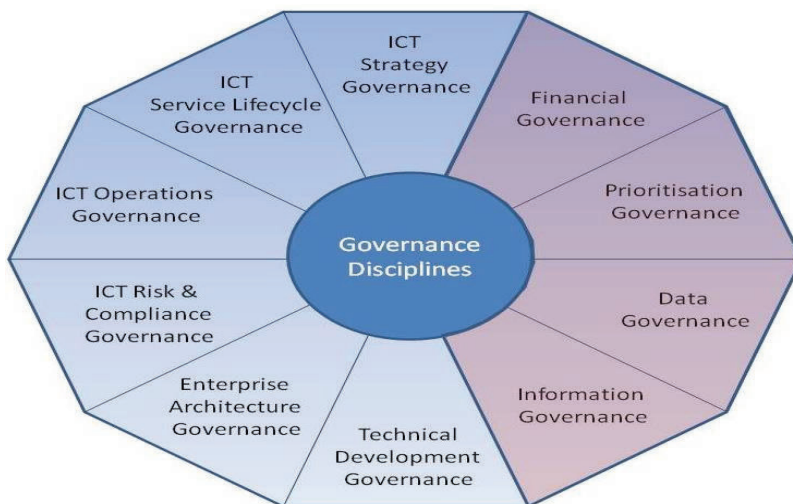 ICT
Strategy
Governance
Financial
Governance
Prioritisation
Governance
Data
Governance
Information
Governance
Technical
Development
Governance
Enterprise
Architecture
Governance
ICT Risk &
Compliance
Governance
ICT Operations
Governance
ICT
Service Lifecycle
Governance
Governance
Disciplines